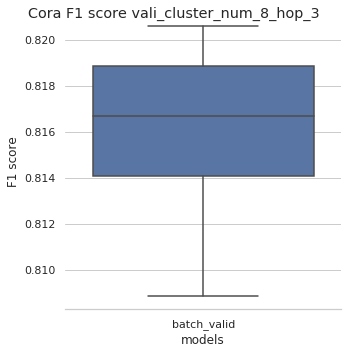 Cora F1 score vali_cluster_num_8_hop_3
0.820
0.818
0.816
0.814
0.812
0.810
F1 score
batch_valid
models